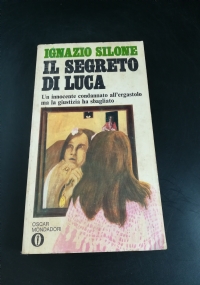 IGNAZIO SILONE
IL SEGRETO
DI LUCA
Un innocente condannato all'ergastolo
ma la giustizia ha sbagliato
OSCAR
MONDADORI